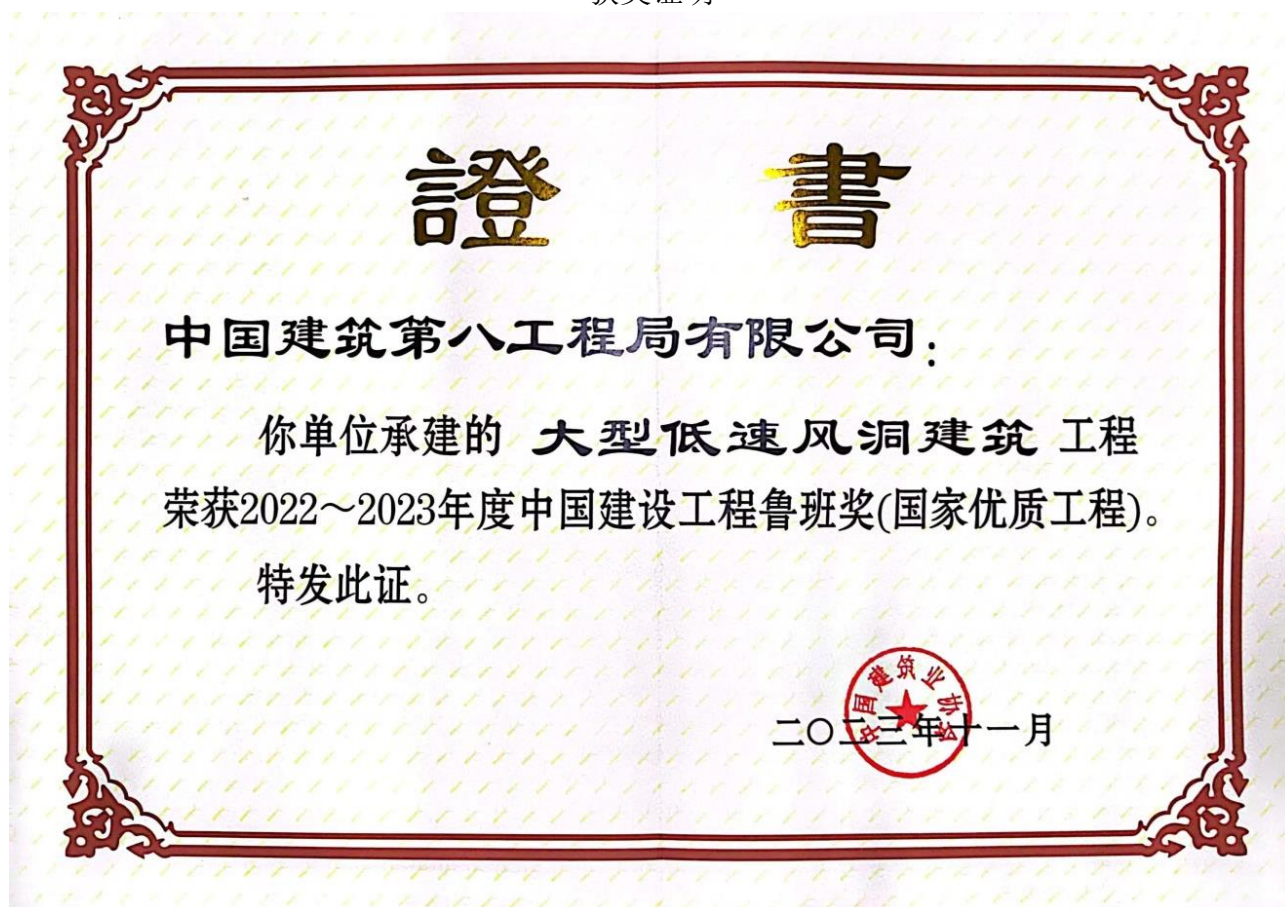 證 書
中国建筑第八工程局有限公司：
你单位承建的 大型低速风洞建筑 工程
荣获2022～2023年度中国建设工程鲁班奖(国家优质工程)。
特发此证。
中国建筑业协会
二〇二三年十一月